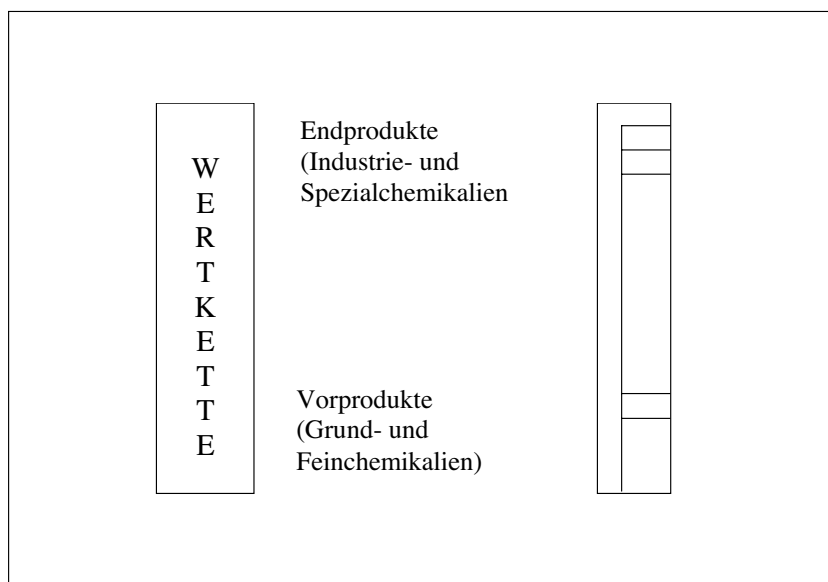 W
E
R
T
K
E
T
T
E
Endprodukte
(Industrie- und
Spezialchemikalien
Vorprodukte
(Grund- und
Feinchemikalien)